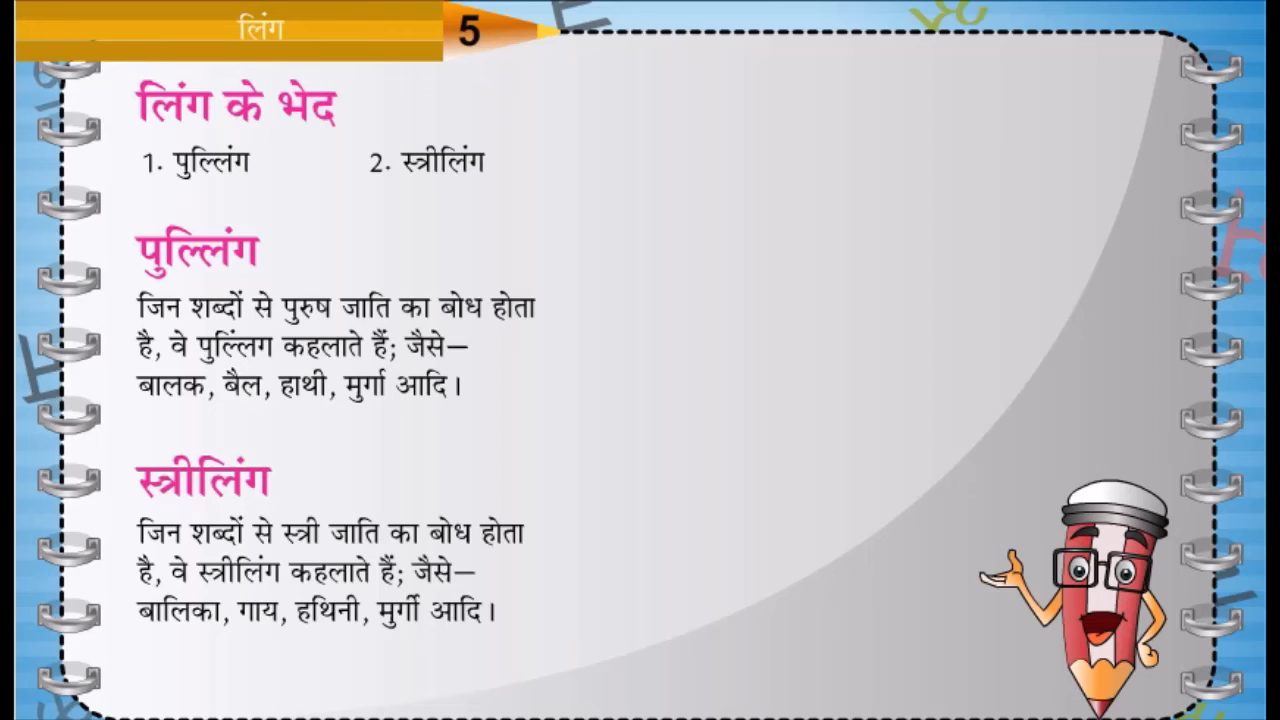 लिंग
5
लिंग के भेद
1. पुल्लिंग 2. स्त्रीलिंग
पुल्लिंग
जिन शब्दों से पुरुष जाति का बोध होता
है, वे पुल्लिंग कहलाते हैं; जैसे—
बालक, बैल, हाथी, मुर्गा आदि।
स्त्रीलिंग
जिन शब्दों से स्त्री जाति का बोध होता
है, वे स्त्रीलिंग कहलाते हैं; जैसे—
बालिका, गाय, हथिनी, मुर्गी आदि।